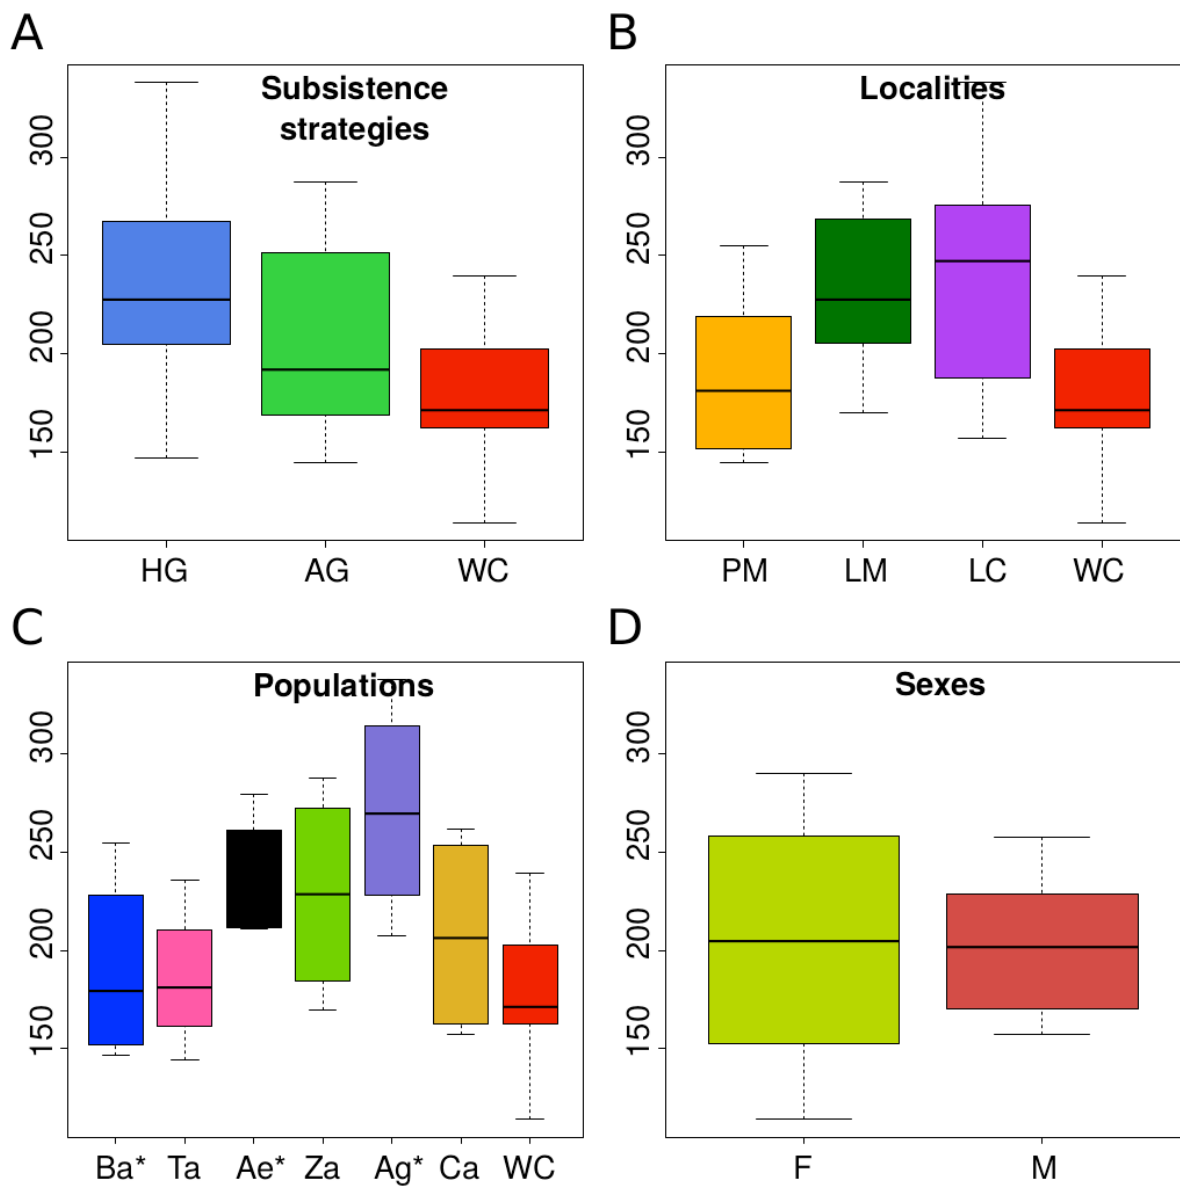 A
Subsistence
strategies
300
250
200
150
HG AG WC
B
Localities
300
250
200
150
PM LM LC WC
C
Populations
300
250
200
150
Ba* Ta Ae* Za Ag* Ca WC
D
Sexes
300
250
200
150
F M